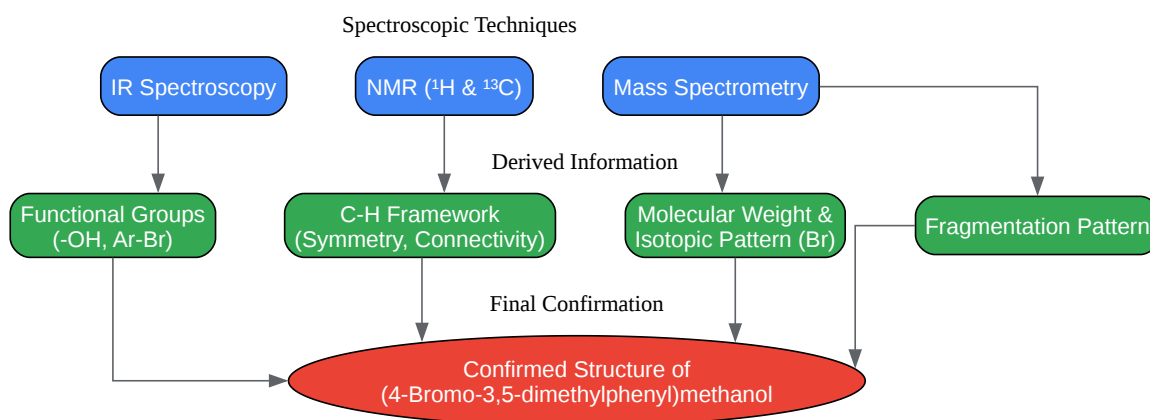 Spectroscopic Techniques
IR Spectroscopy
NMR (¹H & ¹³C)
Mass Spectrometry
Derived Information
Functional Groups
(-OH, Ar-Br)
C-H Framework
(Symmetry, Connectivity)
Molecular Weight &
Isotopic Pattern (Br)
Fragmentation Pattern
Final Confirmation
Confirmed Structure of
(4-Bromo-3,5-dimethylphenyl)methanol